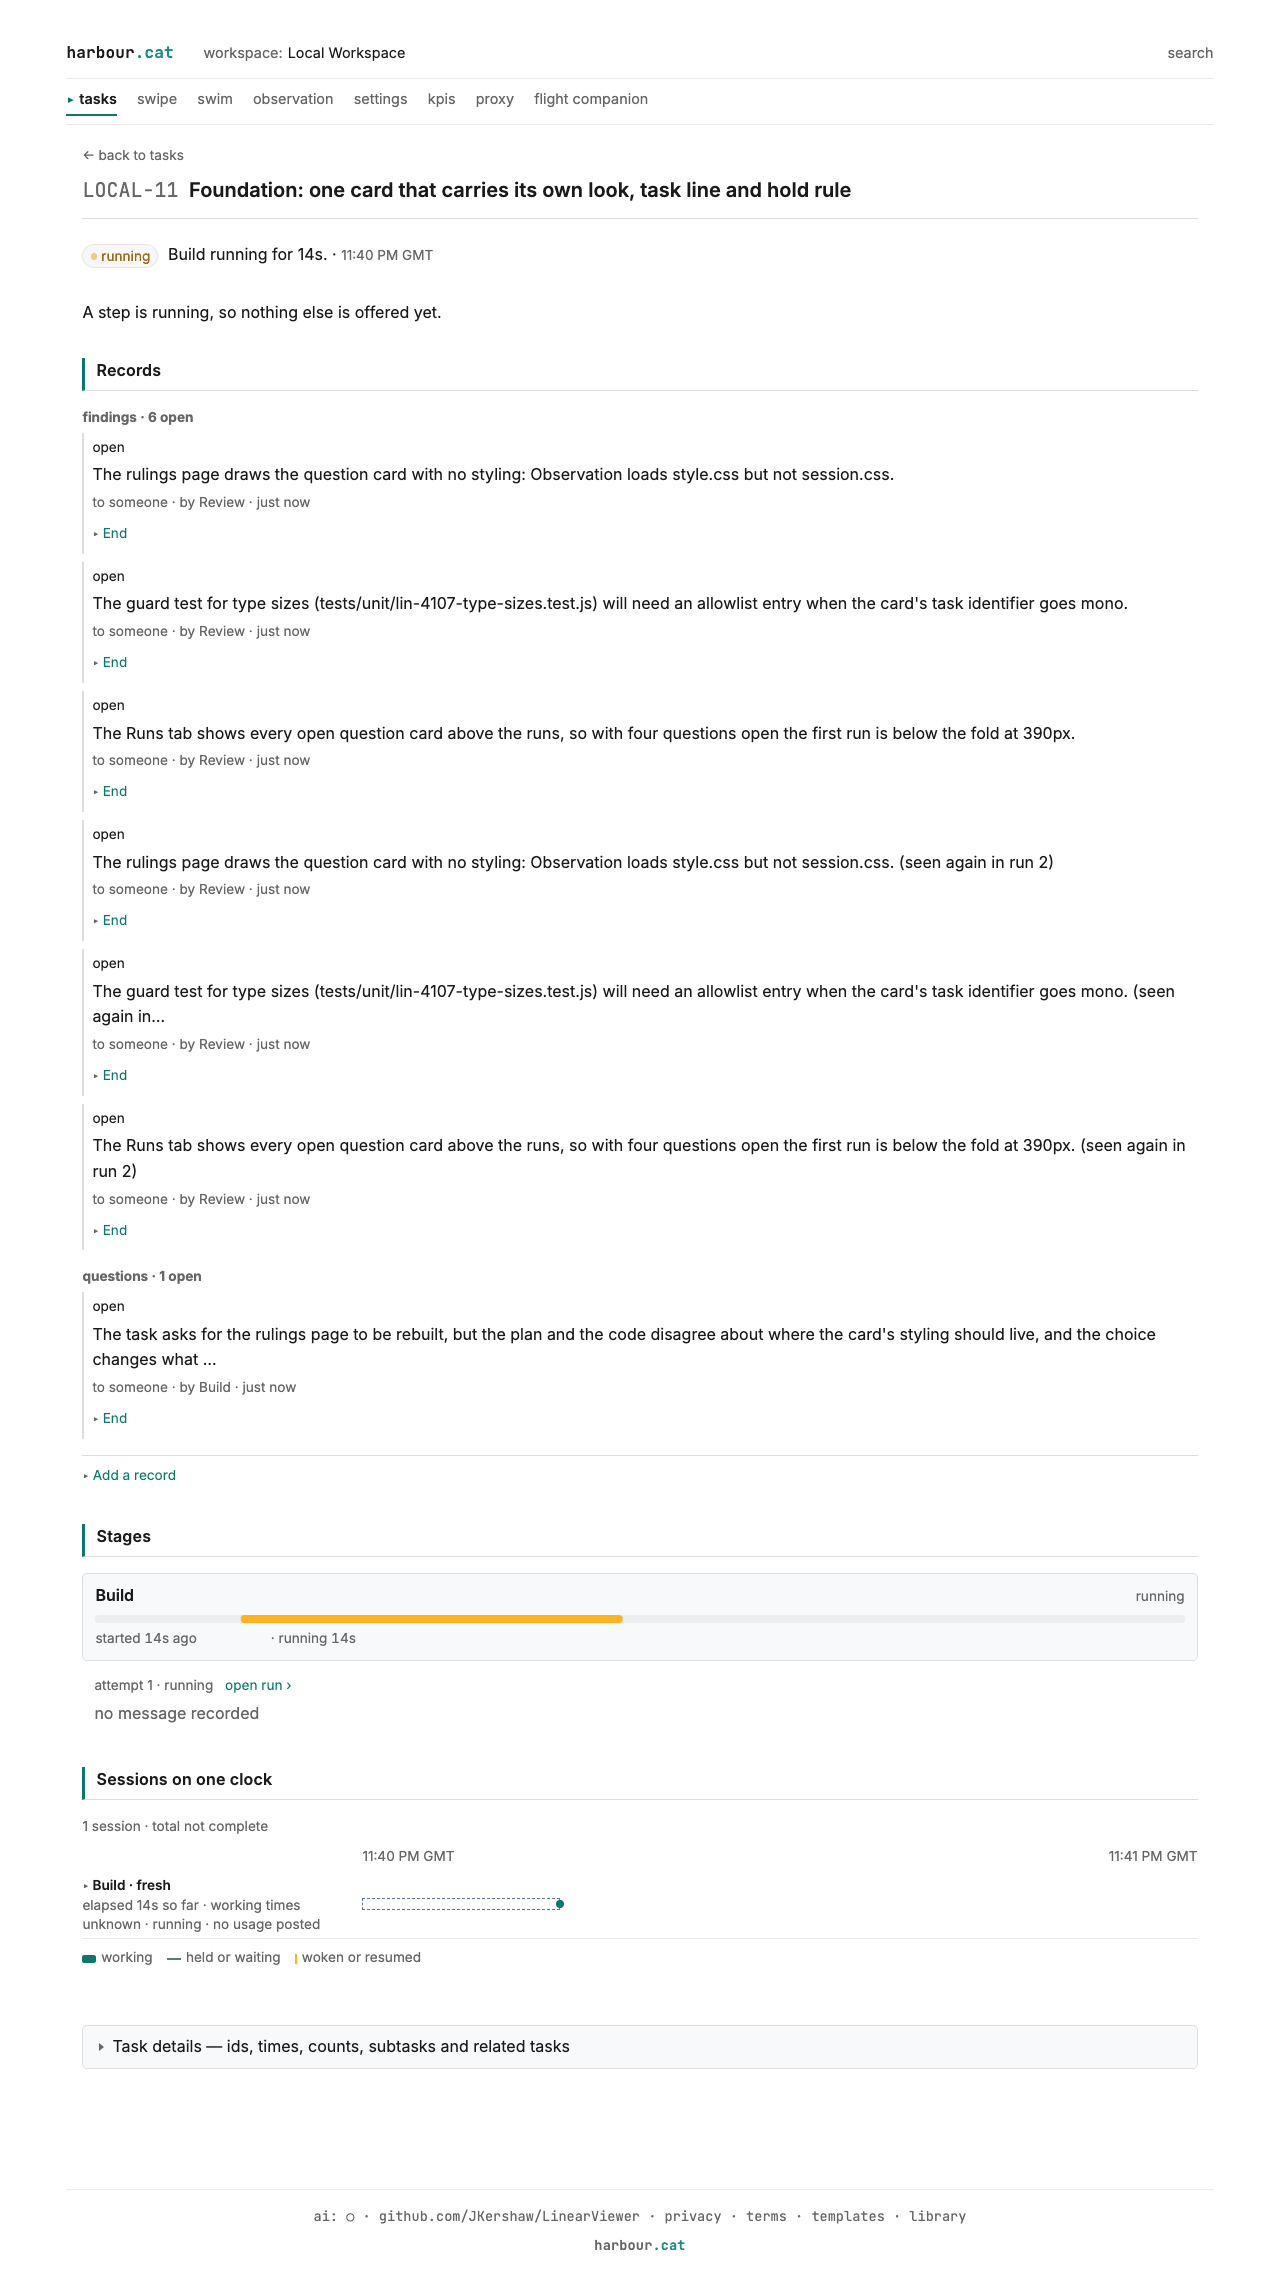 harbour.cat workspace: Local Workspace search
▸ tasks swipe swim observation settings kpis proxy flight companion
← back to tasks
LOCAL-11 Foundation: one card that carries its own look, task line and hold rule
running Build running for 14s. · 11:40 PM GMT
A step is running, so nothing else is offered yet.
Records
findings · 6 open
open
The rulings page draws the question card with no styling: Observation loads style.css but not session.css.
to someone · by Review · just now
▸ End
open
The guard test for type sizes (tests/unit/lin-4107-type-sizes.test.js) will need an allowlist entry when the card's task identifier goes mono.
to someone · by Review · just now
▸ End
open
The Runs tab shows every open question card above the runs, so with four questions open the first run is below the fold at 390px.
to someone · by Review · just now
▸ End
open
The rulings page draws the question card with no styling: Observation loads style.css but not session.css. (seen again in run 2)
to someone · by Review · just now
▸ End
open
The guard test for type sizes (tests/unit/lin-4107-type-sizes.test.js) will need an allowlist entry when the card's task identifier goes mono. (seen
again in…
to someone · by Review · just now
▸ End
open
The Runs tab shows every open question card above the runs, so with four questions open the first run is below the fold at 390px. (seen again in
run 2)
to someone · by Review · just now
▸ End
questions · 1 open
open
The task asks for the rulings page to be rebuilt, but the plan and the code disagree about where the card's styling should live, and the choice
changes what …
to someone · by Build · just now
▸ End
▸ Add a record
Stages
Build running
started 14s ago · running 14s
attempt 1 · running open run ›
no message recorded
Sessions on one clock
1 session · total not complete
11:40 PM GMT 11:41 PM GMT
▸ Build · fresh
elapsed 14s so far · working times
unknown · running · no usage posted
working held or waiting woken or resumed
▸ Task details — ids, times, counts, subtasks and related tasks
ai: ○ · github.com/JKershaw/LinearViewer · privacy · terms · templates · library
harbour.cat